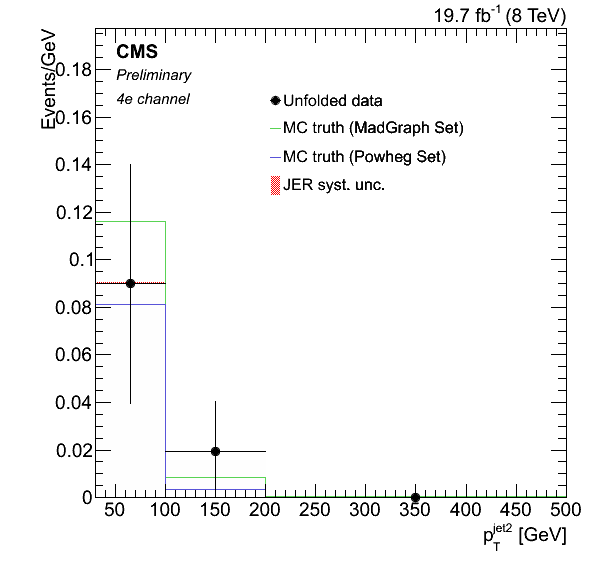 19.7 fb⁻¹ (8 TeV)
Events/GeV
CMS
Preliminary
4e channel
Unfolded data
MC truth (MadGraph Set)
MC truth (Powheg Set)
JER syst. unc.
0.18
0.16
0.14
0.12
0.1
0.08
0.06
0.04
0.02
0
50 100 150 200 250 300 350 400 450 500
p_T^jet2 [GeV]